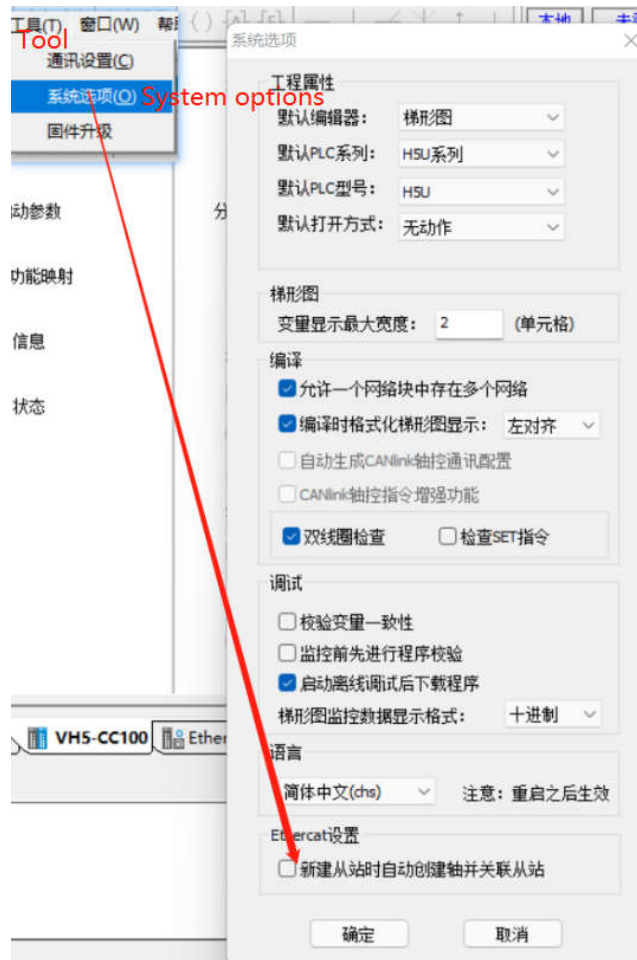 工具(T) 窗口(W)
Tool
系统选项
通讯设置(C)
系统选项(O) System options
固件升级
工程属性
默认编辑器： 梯形图
默认PLC系列： H5U系列
默认PLC型号： H5U
默认打开方式： 无动作
动参数
功能映射
信息
状态
梯形图
变量显示最大宽度： 2 (单元格)
编译
允许一个网络块中存在多个网络
编译时格式化梯形图显示： 左对齐
自动生成CANlink轴控通讯配置
CANlink轴控指令增强功能
双线圈检查 检查SET指令
调试
校验变量一致性
监控前先进行程序校验
启动离线调试后下载程序
梯形图监控数据显示格式： 十进制
VH5-CC100 Ether
语言
简体中文(chs) 注意：重启之后生效
Ethercat设置
新建从站时自动创建轴并关联从站
确定 取消